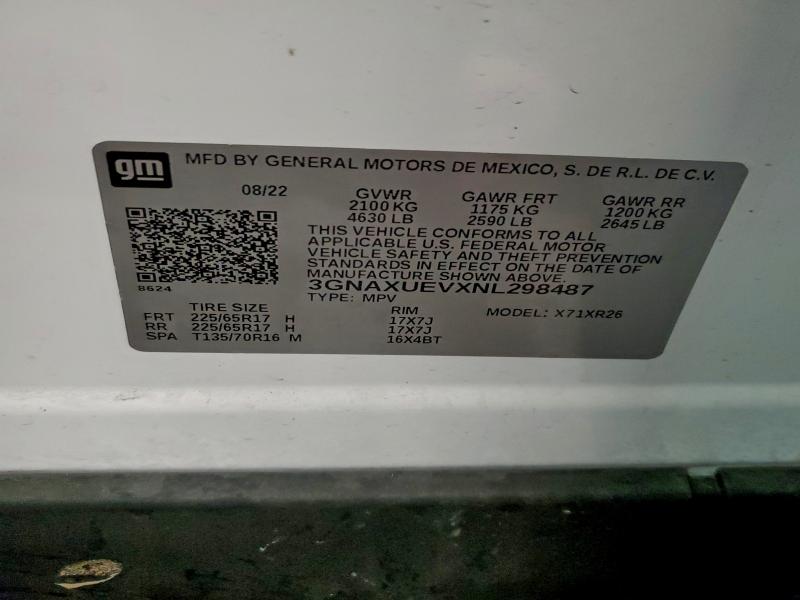 gm MFD BY GENERAL MOTORS DE MEXICO, S. DE R.L. DE C.V.
08/22 GVWR GAWR FRT GAWR RR
2100 KG 1175 KG 1200 KG
4630 LB 2590 LB 2645 LB
THIS VEHICLE CONFORMS TO ALL
APPLICABLE U.S. FEDERAL MOTOR
VEHICLE SAFETY AND THEFT PREVENTION
STANDARDS IN EFFECT ON THE DATE OF
MANUFACTURE SHOWN ABOVE.
8624 3GNAXUEVXNL298487
TYPE: MPV
TIRE SIZE RIM MODEL: X71XR26
FRT 225/65R17 H 17X7J
RR 225/65R17 H 17X7J
SPA T135/70R16 M 16X4BT